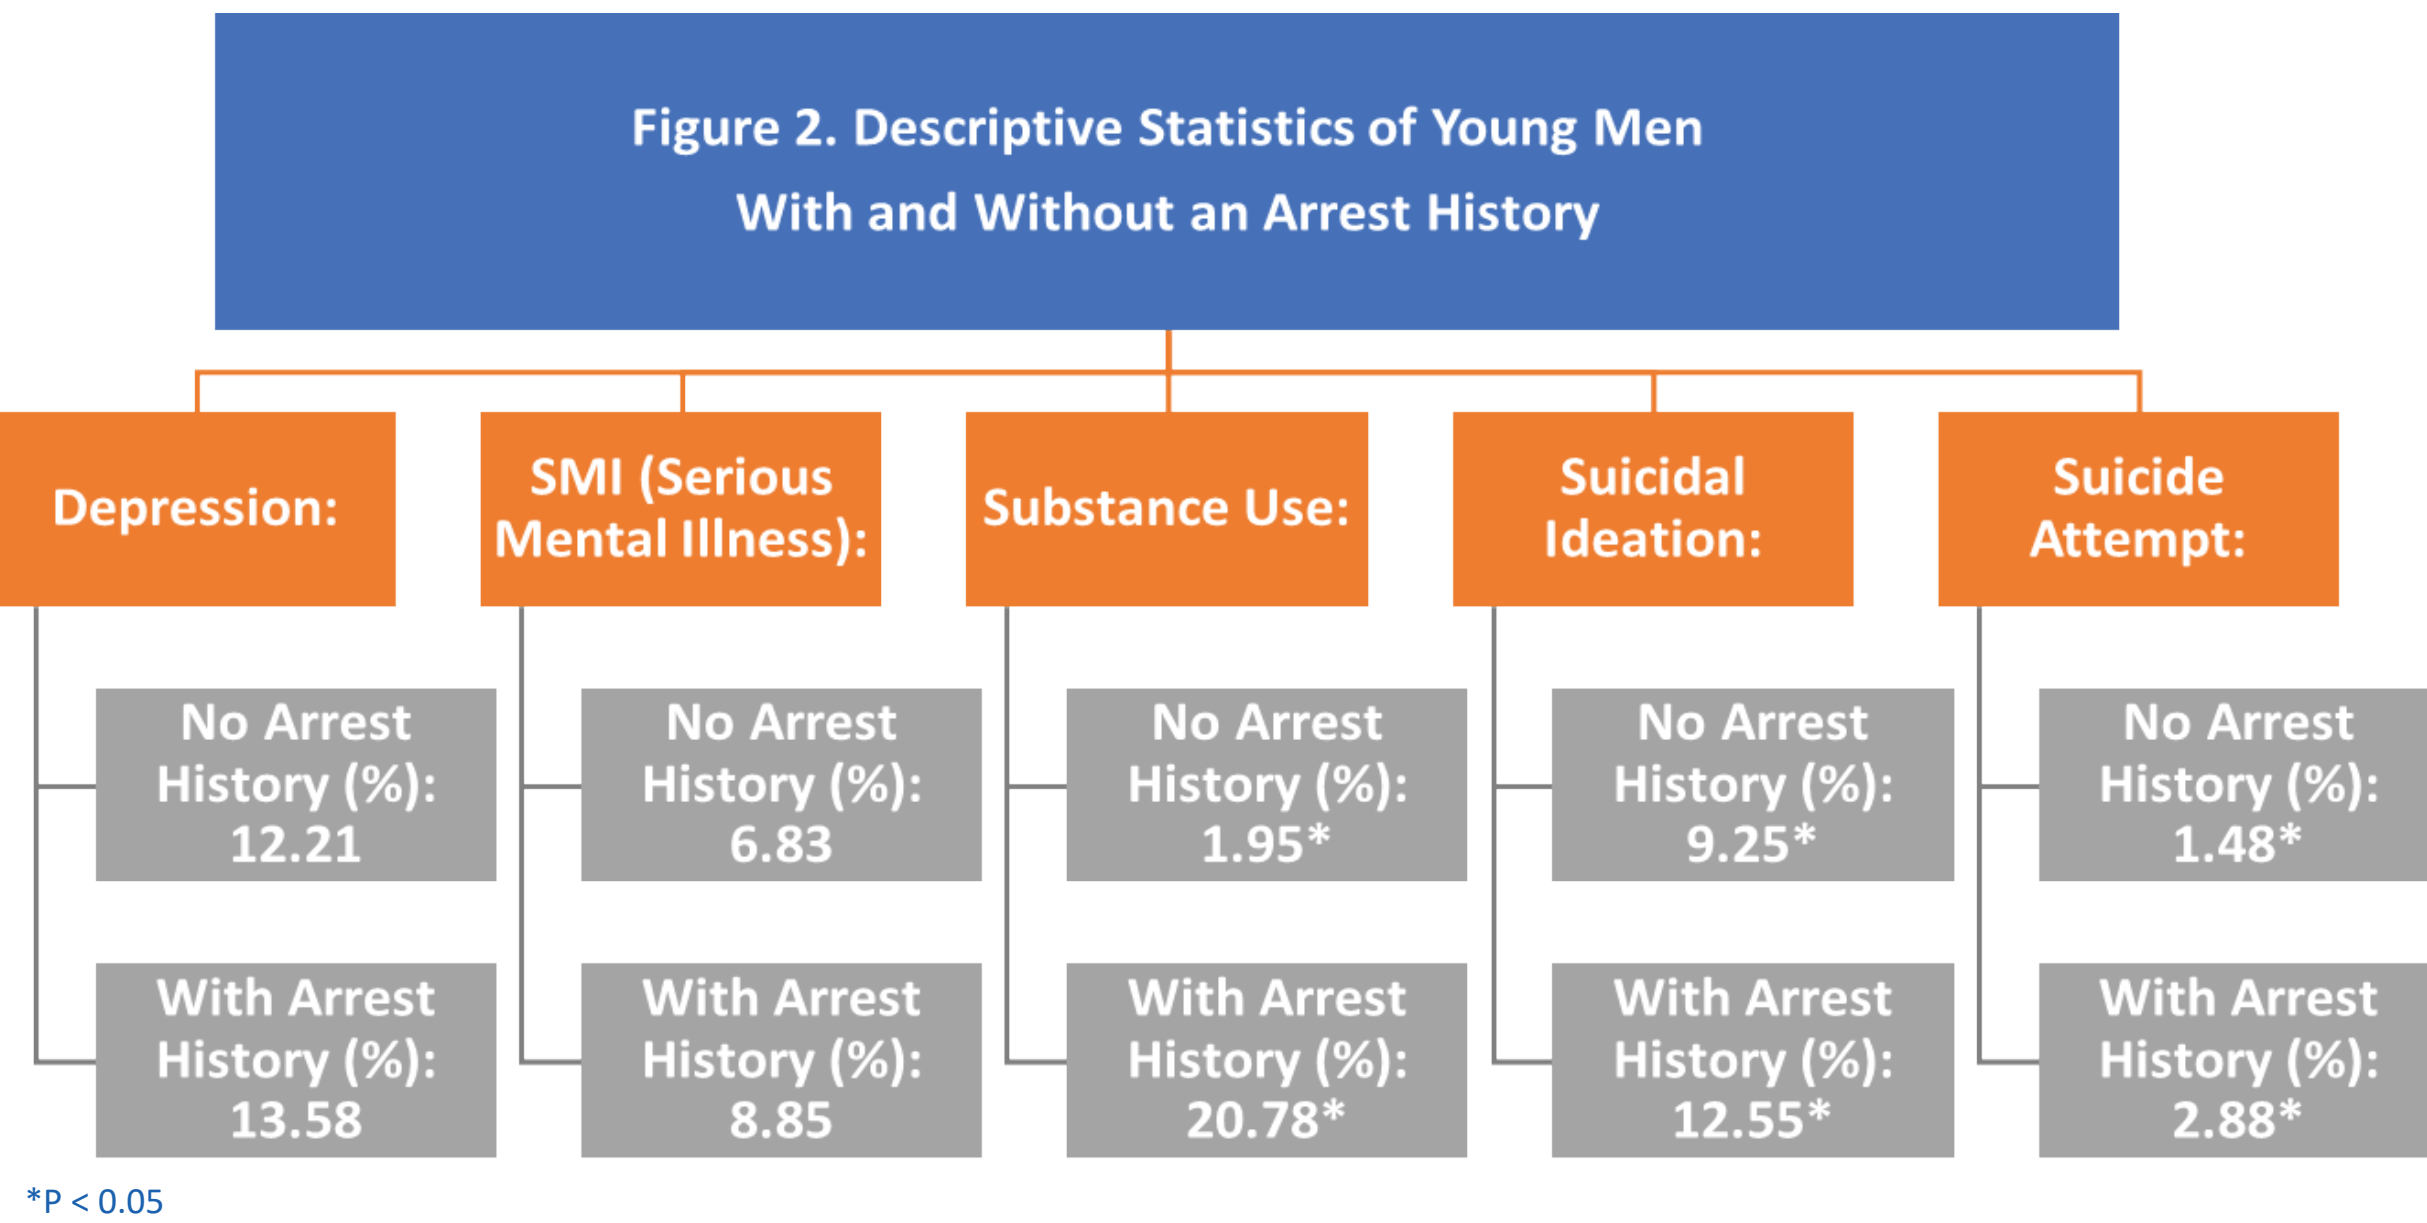 Figure 2. Descriptive Statistics of Young Men
With and Without an Arrest History
Depression:
No Arrest
History (%):
12.21
With Arrest
History (%):
13.58
SMI (Serious
Mental Illness):
No Arrest
History (%):
6.83
With Arrest
History (%):
8.85
Substance Use:
No Arrest
History (%):
1.95*
With Arrest
History (%):
20.78*
Suicidal
Ideation:
No Arrest
History (%):
9.25*
With Arrest
History (%):
12.55*
Suicide
Attempt:
No Arrest
History (%):
1.48*
With Arrest
History (%):
2.88*
*P < 0.05